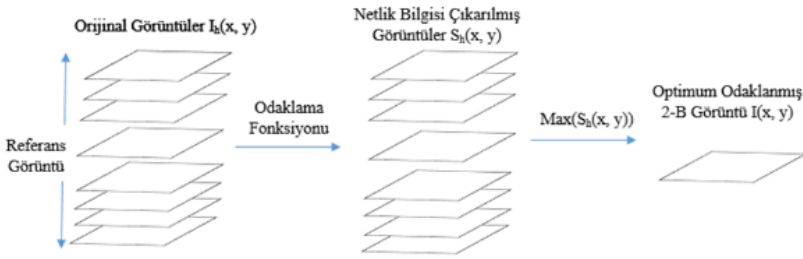 Orijinal Görüntüler Iₕ(x, y)
Netlik Bilgisi Çıkarılmış
Görüntüler Sₕ(x, y)
Referans
Görüntü
Odaklama
Fonksiyonu
Max(Sₕ(x, y))
Optimum Odaklanmış
2-B Görüntü I(x, y)